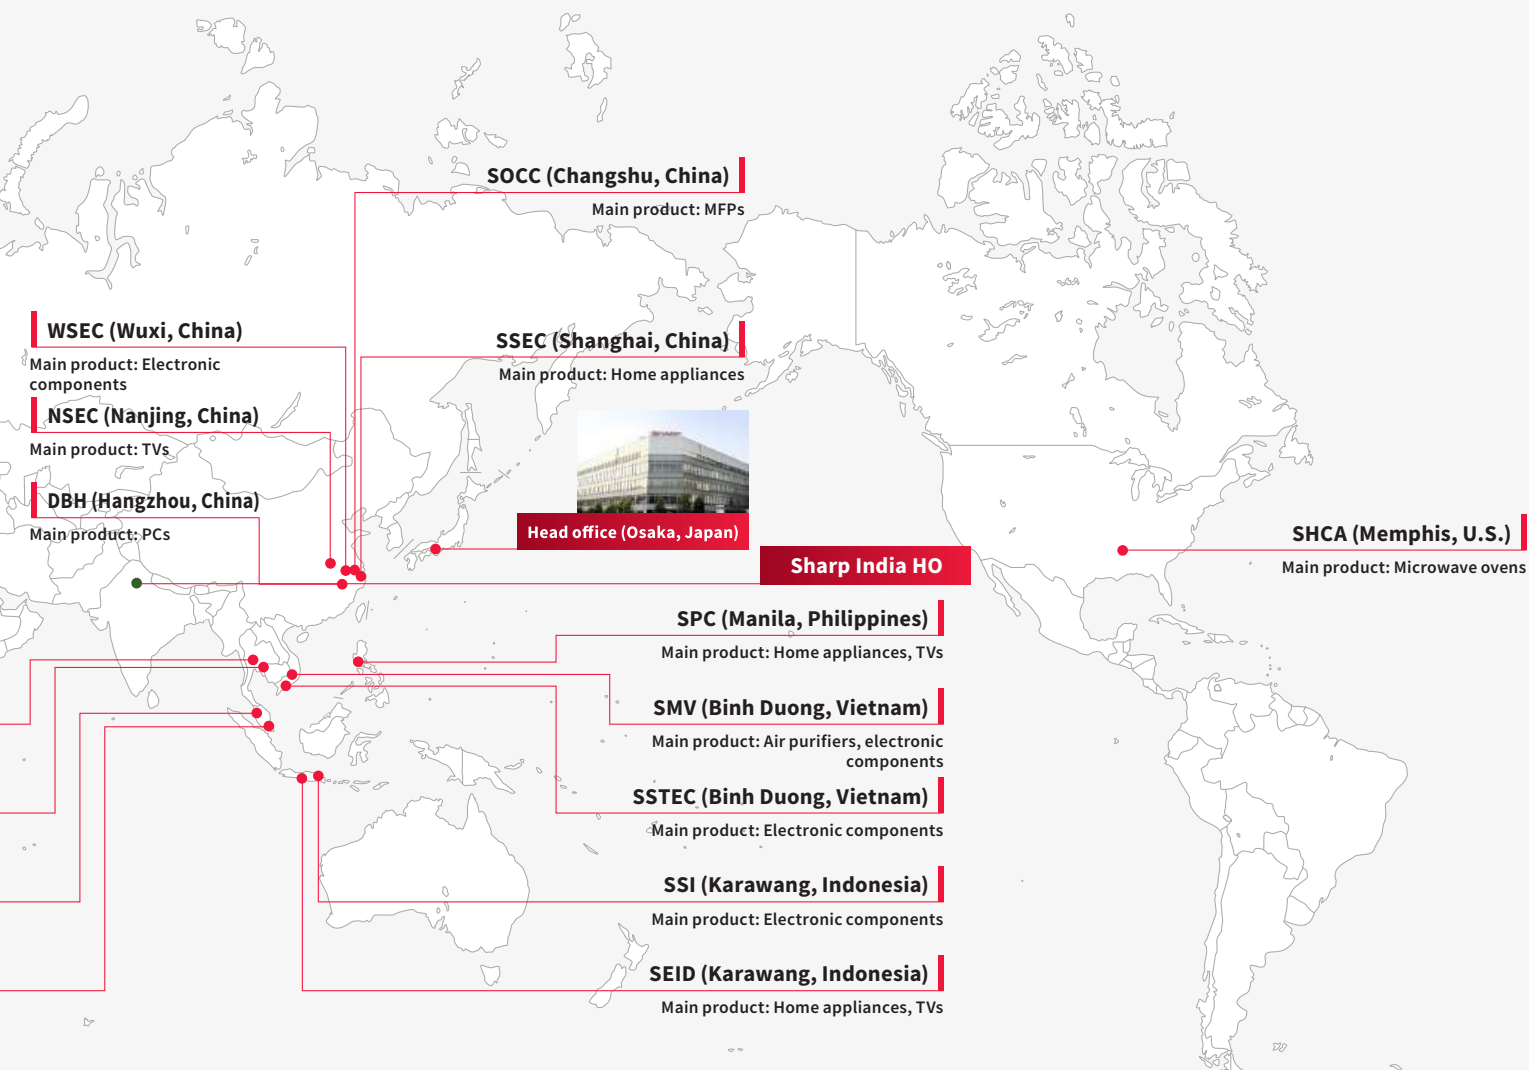 SOCC (Changshu, China)
Main product: MFPs
WSEC (Wuxi, China)
Main product: Electronic
components
SSEC (Shanghai, China)
Main product: Home appliances
NSEC (Nanjing, China)
Main product: TVs
DBH (Hangzhou, China)
Main product: PCs
Head office (Osaka, Japan)
Sharp India HO
SHCA (Memphis, U.S.)
Main product: Microwave ovens
SPC (Manila, Philippines)
Main product: Home appliances, TVs
SMV (Binh Duong, Vietnam)
Main product: Air purifiers, electronic
components
SSTEC (Binh Duong, Vietnam)
Main product: Electronic components
SSI (Karawang, Indonesia)
Main product: Electronic components
SEID (Karawang, Indonesia)
Main product: Home appliances, TVs